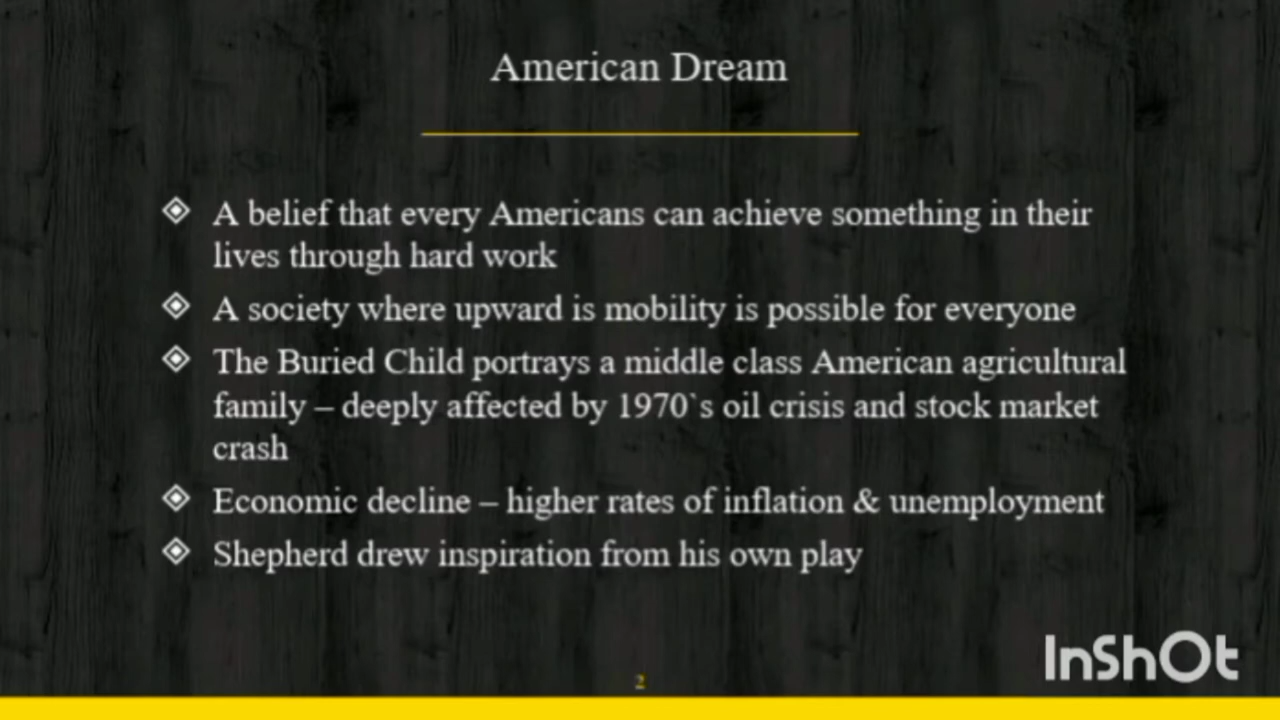 American Dream
A belief that every Americans can achieve something in their
lives through hard work
A society where upward is mobility is possible for everyone
The Buried Child portrays a middle class American agricultural
family – deeply affected by 1970`s oil crisis and stock market
crash
Economic decline – higher rates of inflation & unemployment
Shepherd drew inspiration from his own play
InShOt
2